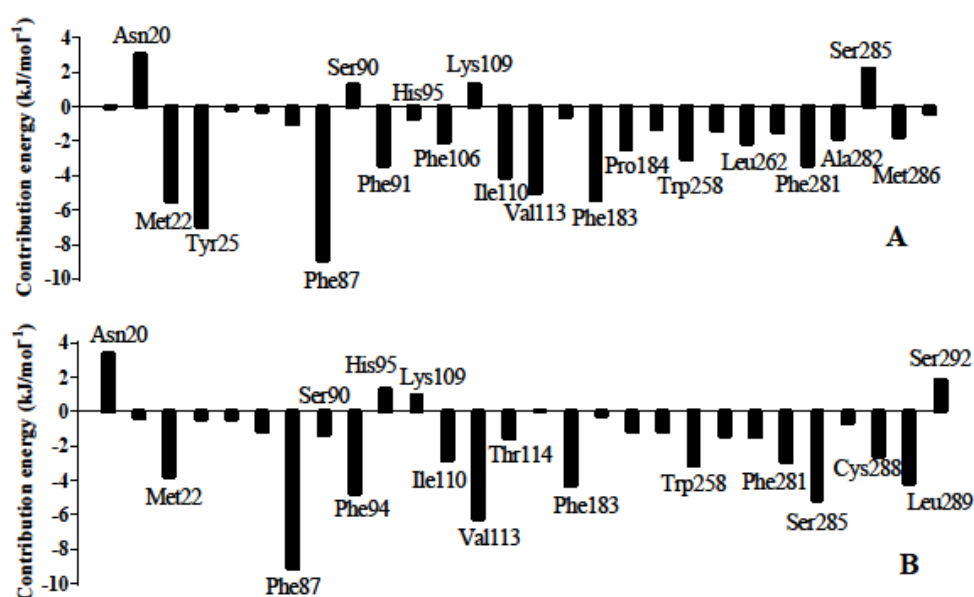 Contribution energy (kJ/mol⁻¹)
4
2
0
-2
-4
-6
-8
-10
Asn20
Met22
Tyr25
Phe87
Ser90
Phe91
His95
Phe106
Lys109
Ile110
Val113
Phe183
Pro184
Trp258
Leu262
Phe281
Ala282
Ser285
Met286
A
Contribution energy (kJ/mol⁻¹)
4
2
0
-2
-4
-6
-8
-10
Asn20
Met22
Phe87
Ser90
Phe94
His95
Lys109
Ile110
Val113
Thr114
Phe183
Trp258
Phe281
Ser285
Cys288
Leu289
Ser292
B